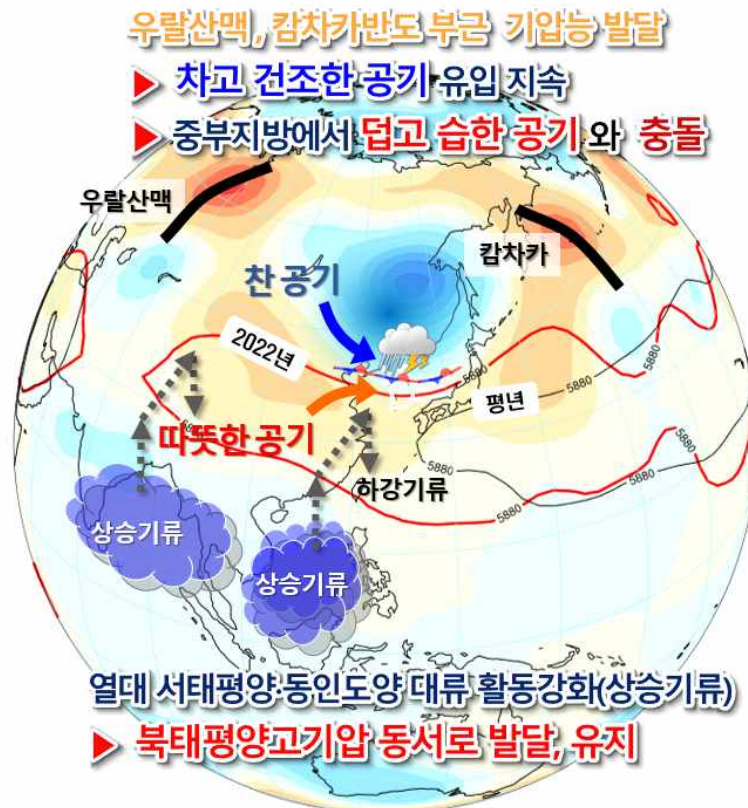 우랄산맥, 캄차카반도 부근 기압능 발달
▶ 차고 건조한 공기 유입 지속
▶ 중부지방에서 덥고 습한 공기 와 충돌
우랄산맥
캄차카
찬 공기
2022년
5880
평년
5880
따뜻한 공기
5880
하강기류
5880
상승기류
상승기류
열대 서태평양·동인도양 대류 활동강화(상승기류)
▶ 북태평양고기압 동서로 발달, 유지